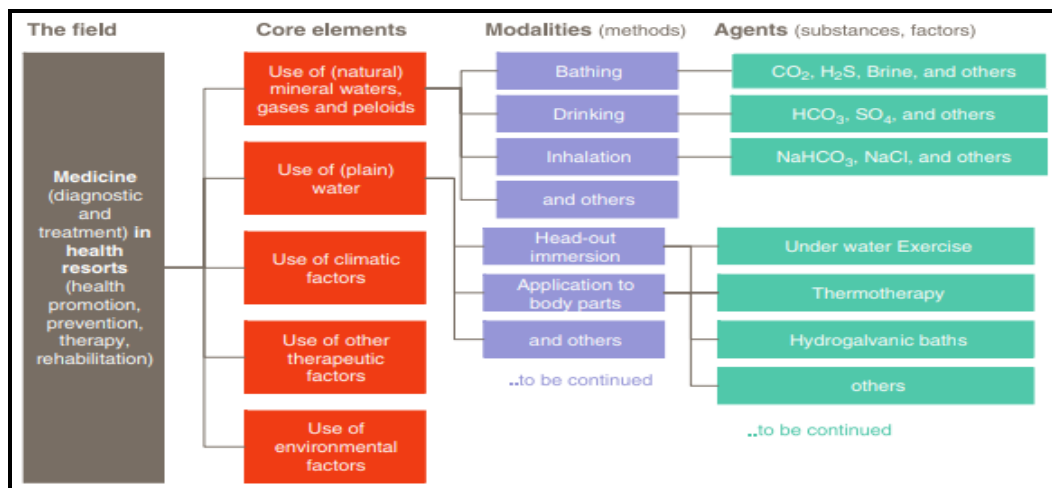 The field
Core elements
Modalities (methods)
Agents (substances, factors)
Medicine
(diagnostic
and
treatment) in
health
resorts
(health
promotion,
prevention,
therapy,
rehabilitation)
Use of (natural)
mineral waters,
gases and peloids
Use of (plain)
water
Use of climatic
factors
Use of other
therapeutic
factors
Use of
environmental
factors
Bathing
Drinking
Inhalation
and others
Head-out
immersion
Application to
body parts
and others
..to be continued
CO₂, H₂S, Brine, and others
HCO₃, SO₄, and others
NaHCO₃, NaCl, and others
Under water Exercise
Thermotherapy
Hydrogalvanic baths
others
..to be continued